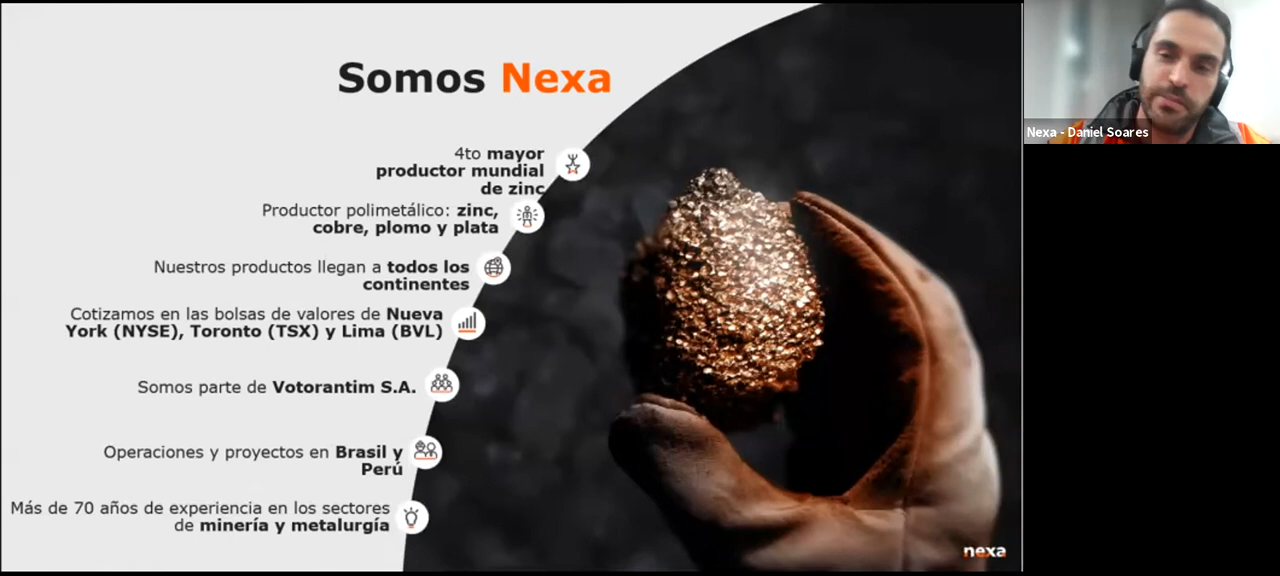 Somos Nexa
4to mayor
productor mundial
de zinc
Productor polimetálico: zinc,
cobre, plomo y plata
Nuestros productos llegan a todos los
continentes
Cotizamos en las bolsas de valores de Nueva
York (NYSE), Toronto (TSX) y Lima (BVL)
Somos parte de Votorantim S.A.
Operaciones y proyectos en Brasil y
Perú
Más de 70 años de experiencia en los sectores
de minería y metalurgía
nexa
Nexa - Daniel Soares